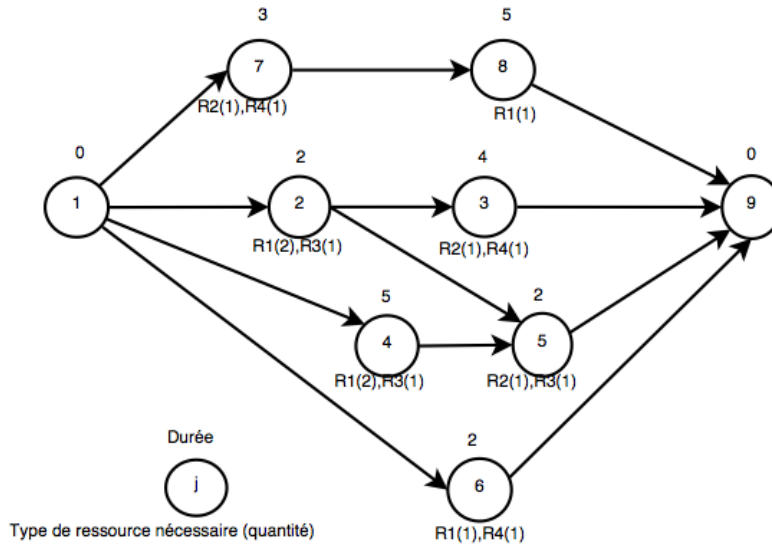 3
5
7
8
R2(1),R4(1)
R1(1)
0
2
4
0
1
2
3
9
R1(2),R3(1)
R2(1),R4(1)
5
2
4
5
R1(2),R3(1)
R2(1),R3(1)
Durée
2
j
6
Type de ressource nécessaire (quantité)
R1(1),R4(1)